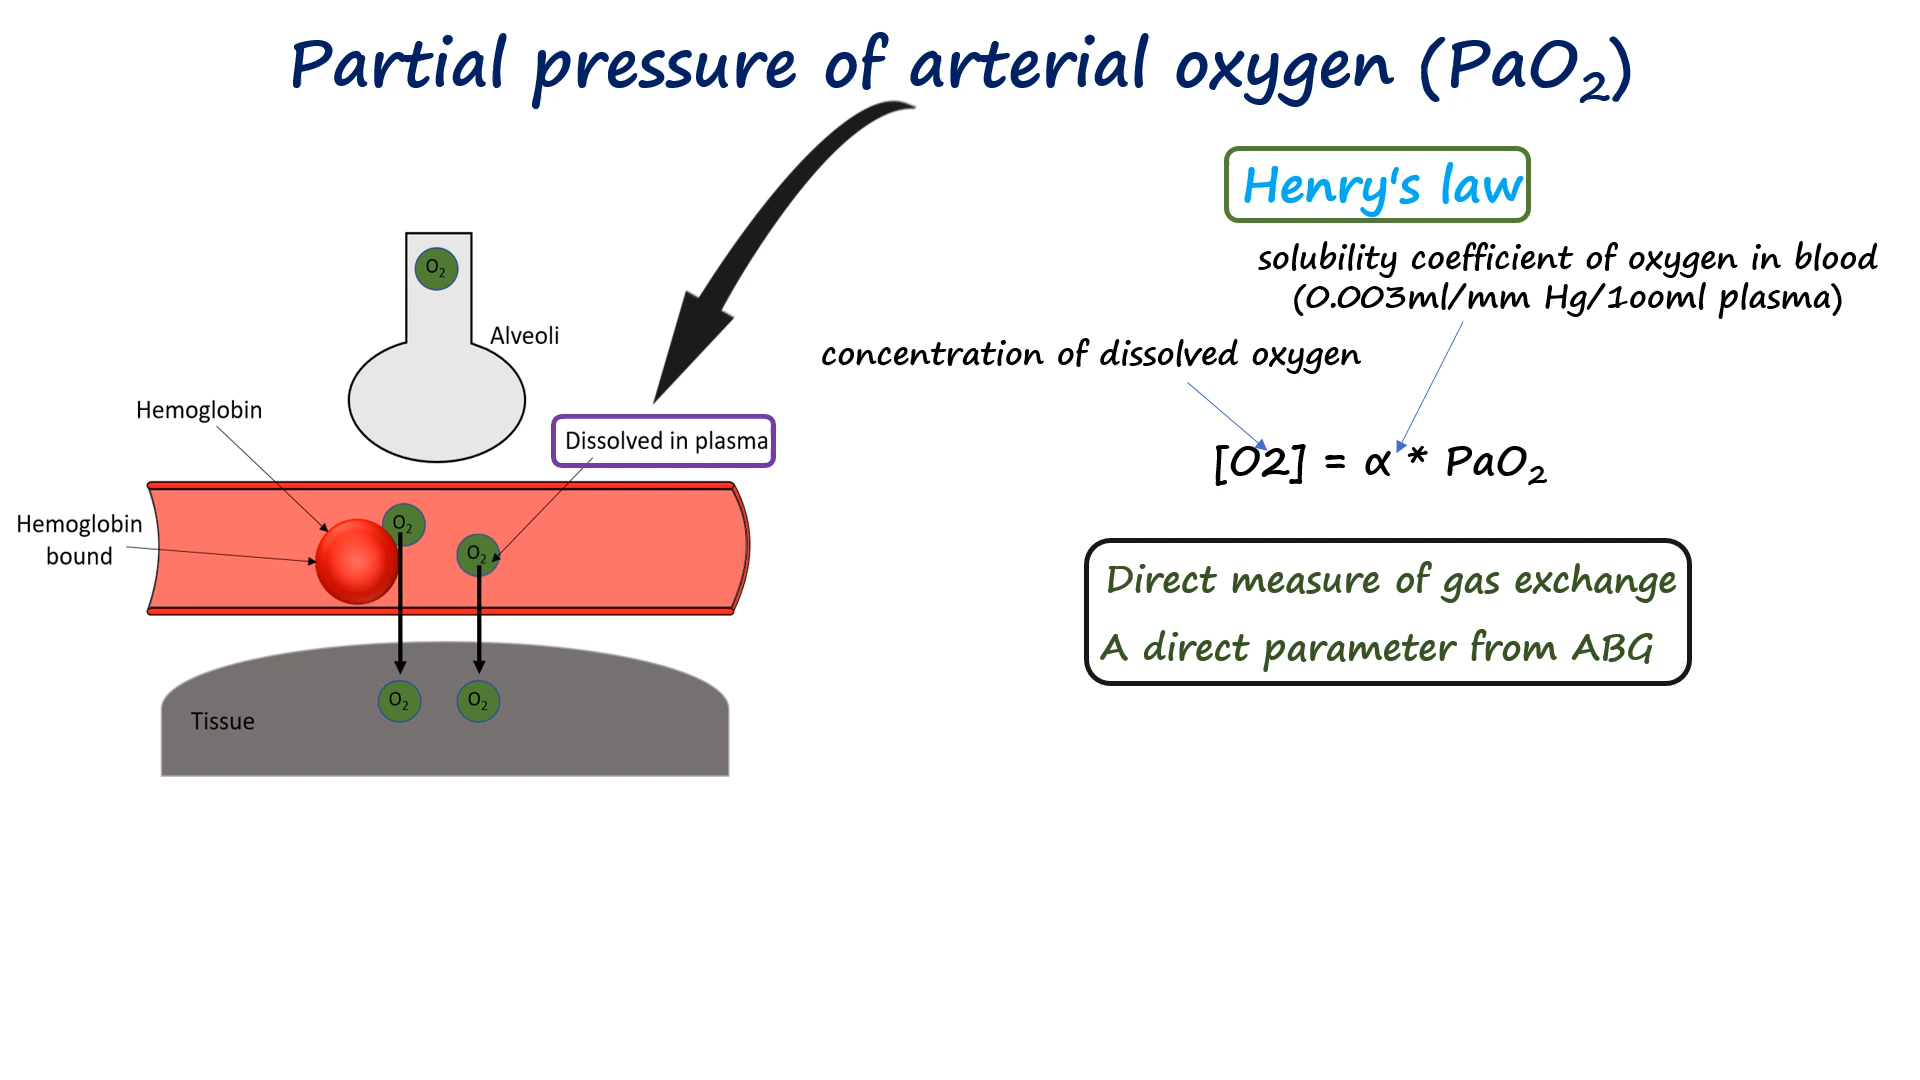 Partial pressure of arterial oxygen (PaO₂)
Henry's law
solubility coefficient of oxygen in blood
(0.003ml/mm Hg/100ml plasma)
concentration of dissolved oxygen
[O2] = α * PaO₂
Direct measure of gas exchange
A direct parameter from ABG
O₂
Alveoli
Hemoglobin
Dissolved in plasma
Hemoglobin
bound
O₂
O₂
O₂
O₂
Tissue